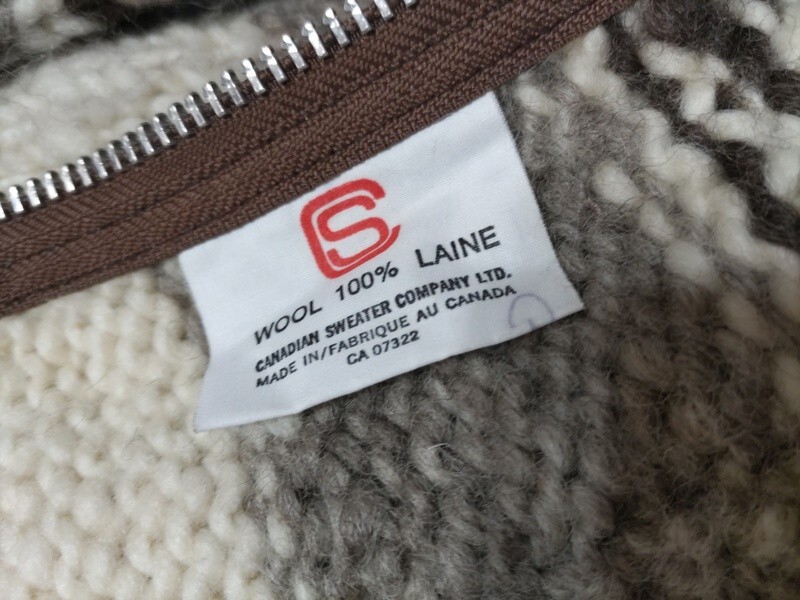 CS
WOOL 100% LAINE
CANADIAN SWEATER COMPANY LTD.
MADE IN/FABRIQUE AU CANADA
CA 07322